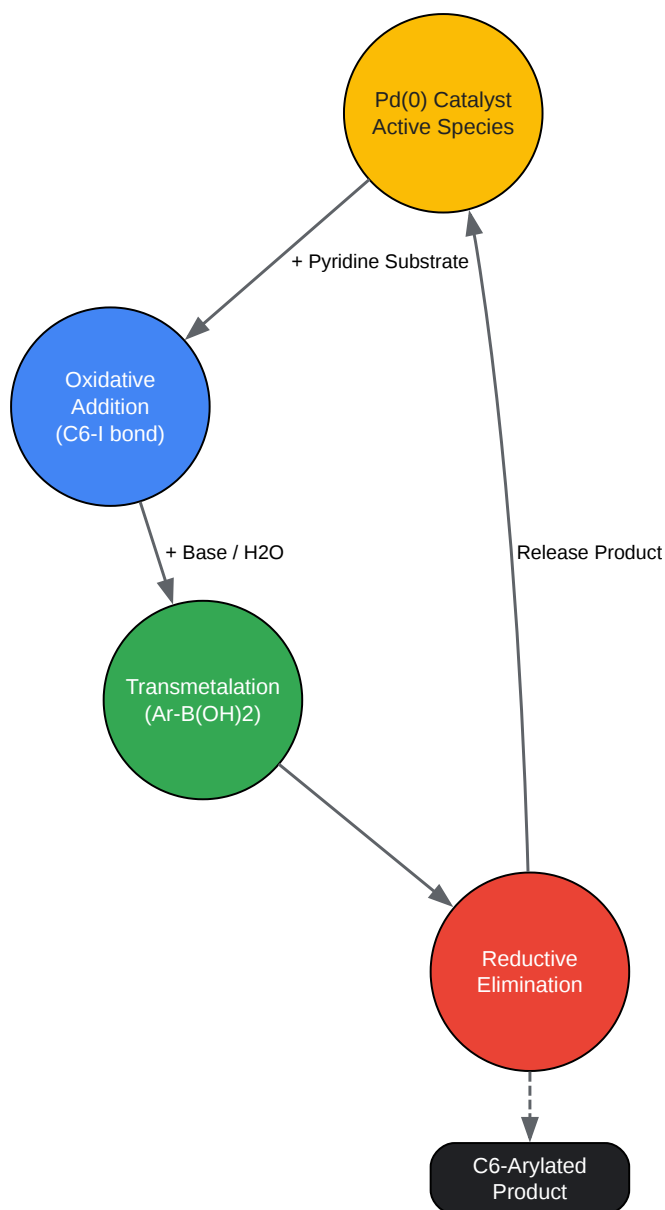 Pd(0) Catalyst
Active Species
+ Pyridine Substrate
Oxidative
Addition
(C6-I bond)
+ Base / H2O
Release Product
Transmetalation
(Ar-B(OH)2)
Reductive
Elimination
C6-Arylated
Product